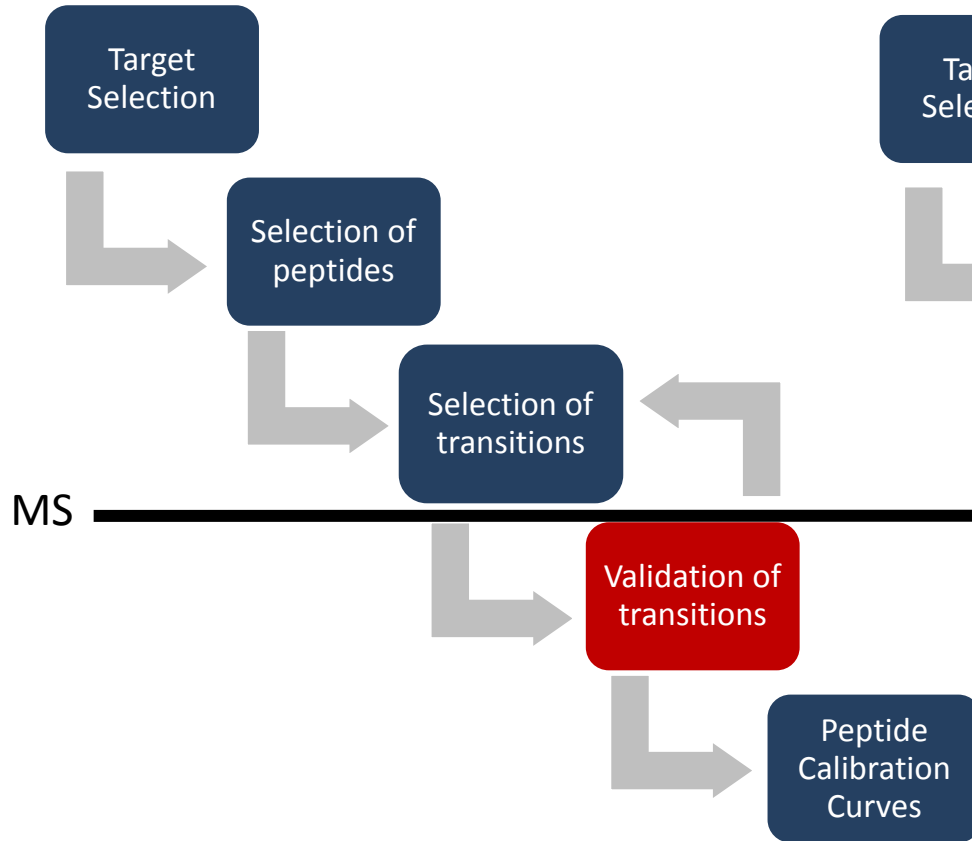 Target
Selection
Selection of
peptides
Selection of
transitions
MS
Validation of
transitions
Peptide
Calibration
Curves